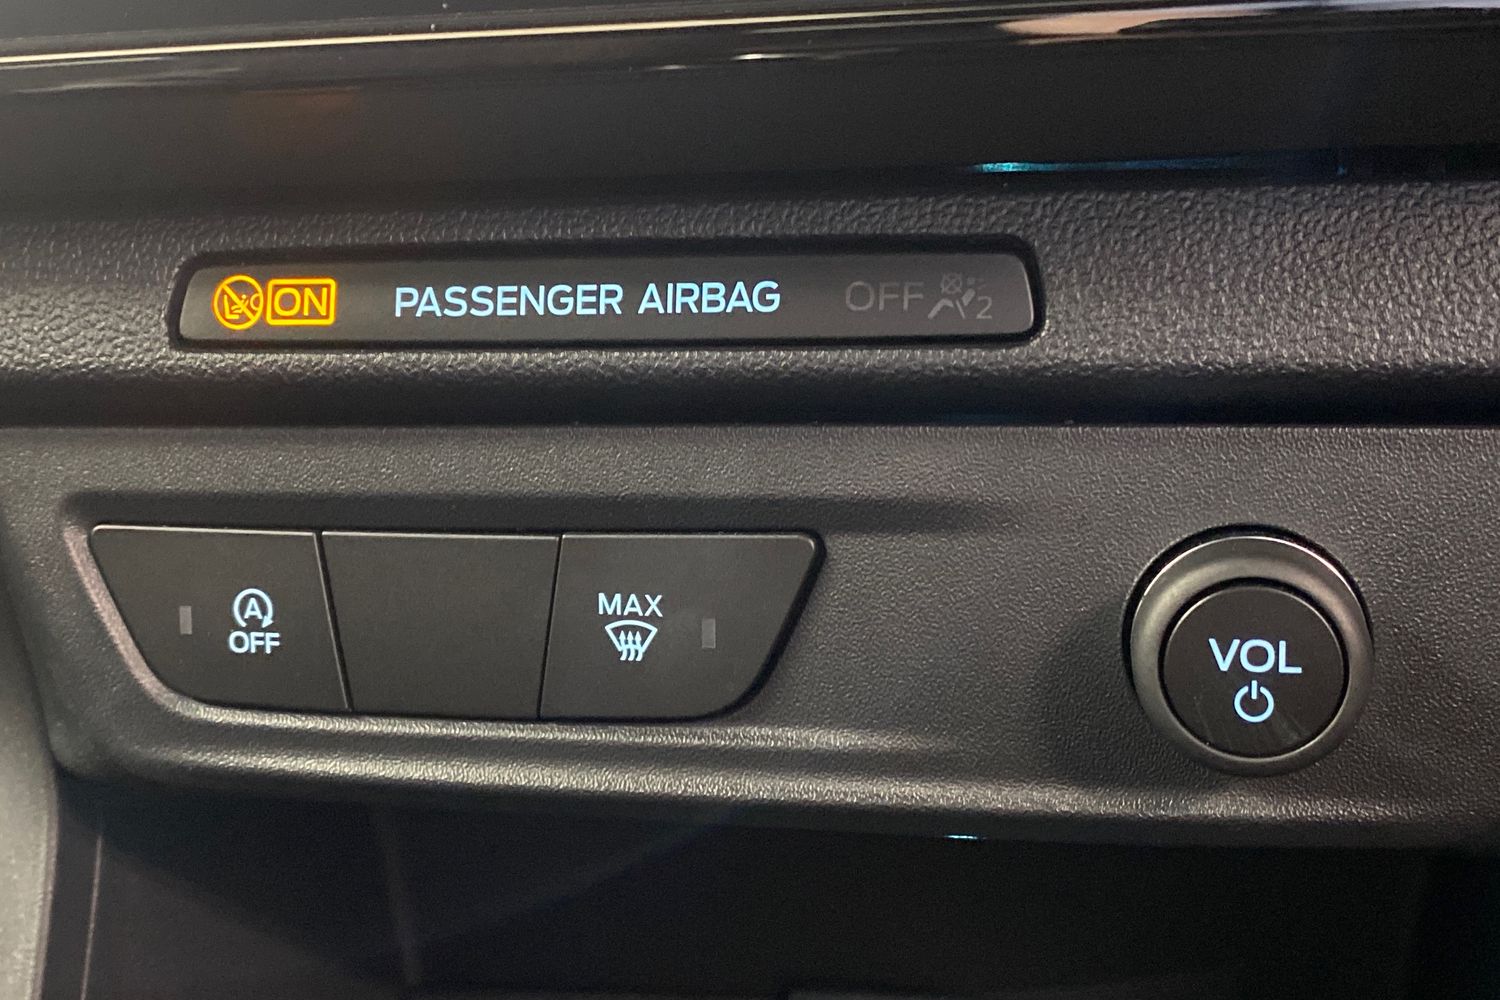 ON PASSENGER AIRBAG OFF 2
A
OFF
MAX
VOL